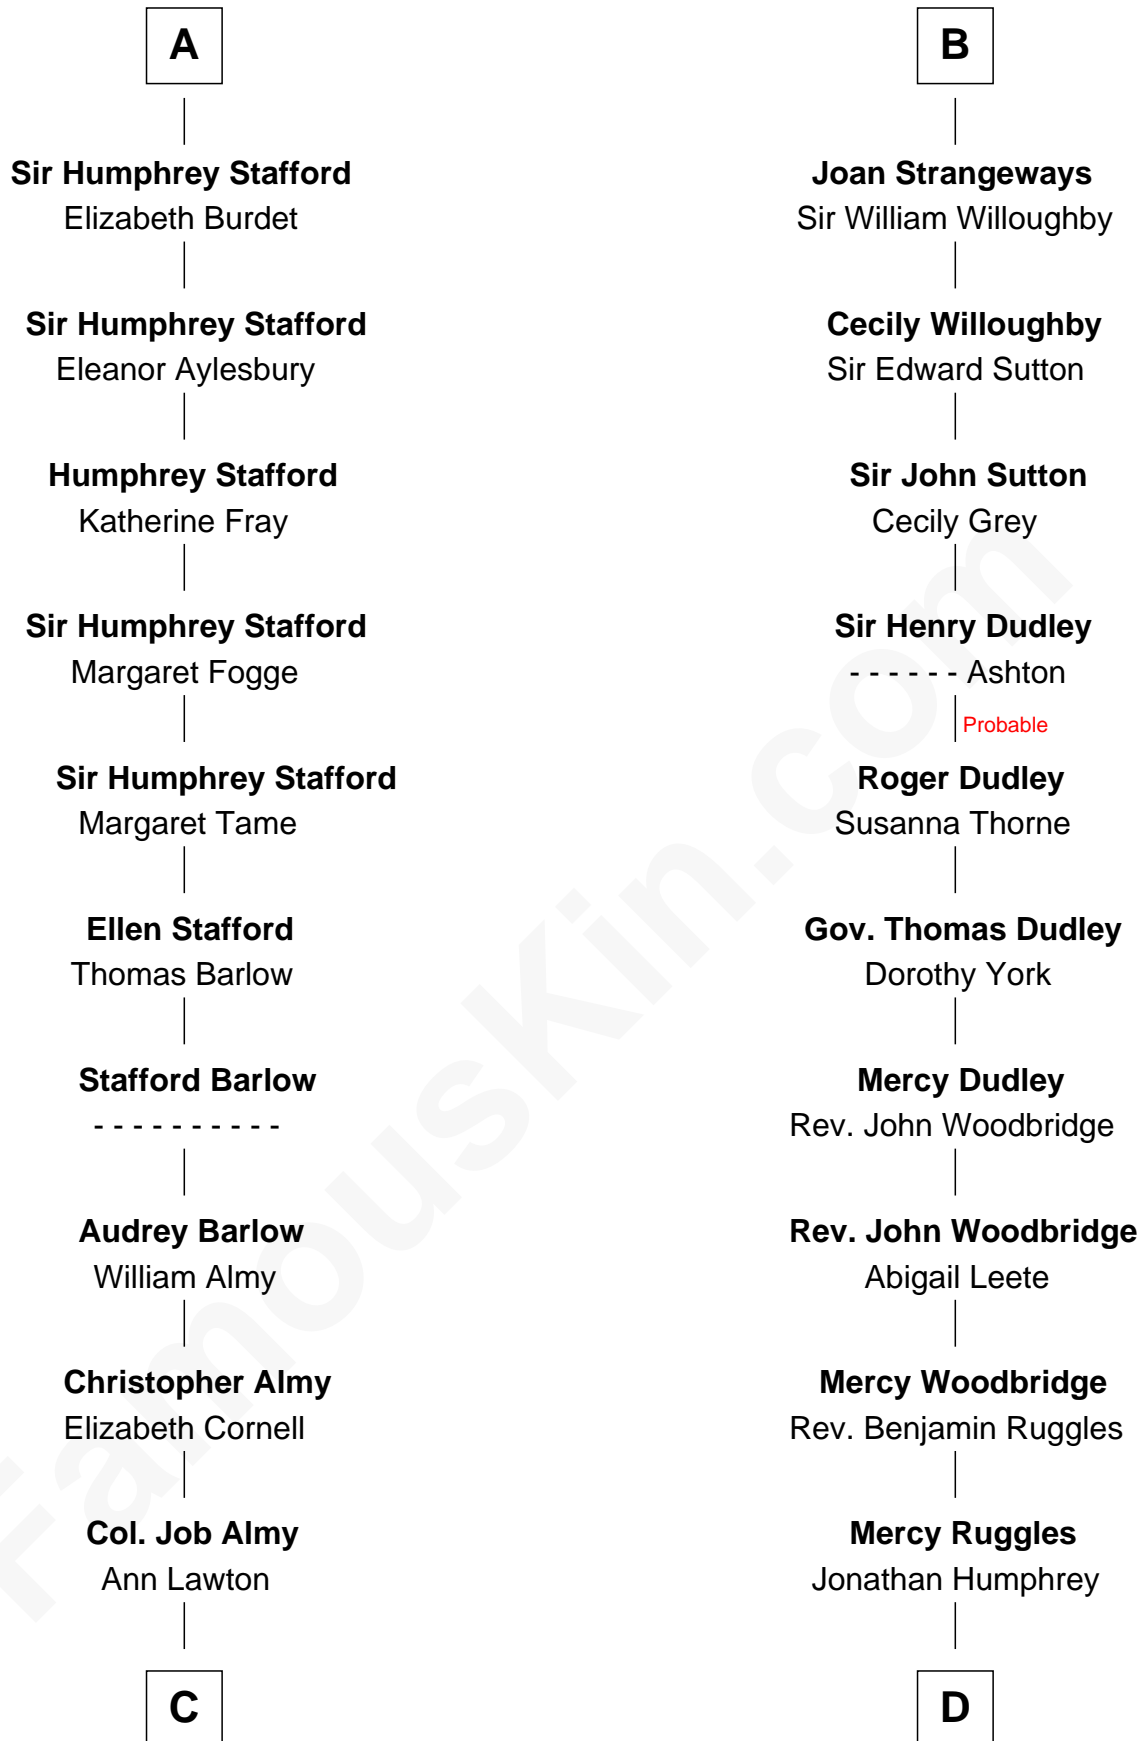 A
Sir Humphrey Stafford
Elizabeth Burdet
Sir Humphrey Stafford
Eleanor Aylesbury
Humphrey Stafford
Katherine Fray
Sir Humphrey Stafford
Margaret Fogge
Sir Humphrey Stafford
Margaret Tame
Ellen Stafford
Thomas Barlow
Stafford Barlow
- - - - - - - - - -
Audrey Barlow
William Almy
Christopher Almy
Elizabeth Cornell
Col. Job Almy
Ann Lawton
C
B
Joan Strangeways
Sir William Willoughby
Cecily Willoughby
Sir Edward Sutton
Sir John Sutton
Cecily Grey
Sir Henry Dudley
- - - - - - Ashton
Probable
Roger Dudley
Susanna Thorne
Gov. Thomas Dudley
Dorothy York
Mercy Dudley
Rev. John Woodbridge
Rev. John Woodbridge
Abigail Leete
Mercy Woodbridge
Rev. Benjamin Ruggles
Mercy Ruggles
Jonathan Humphrey
D
FamousKin.com